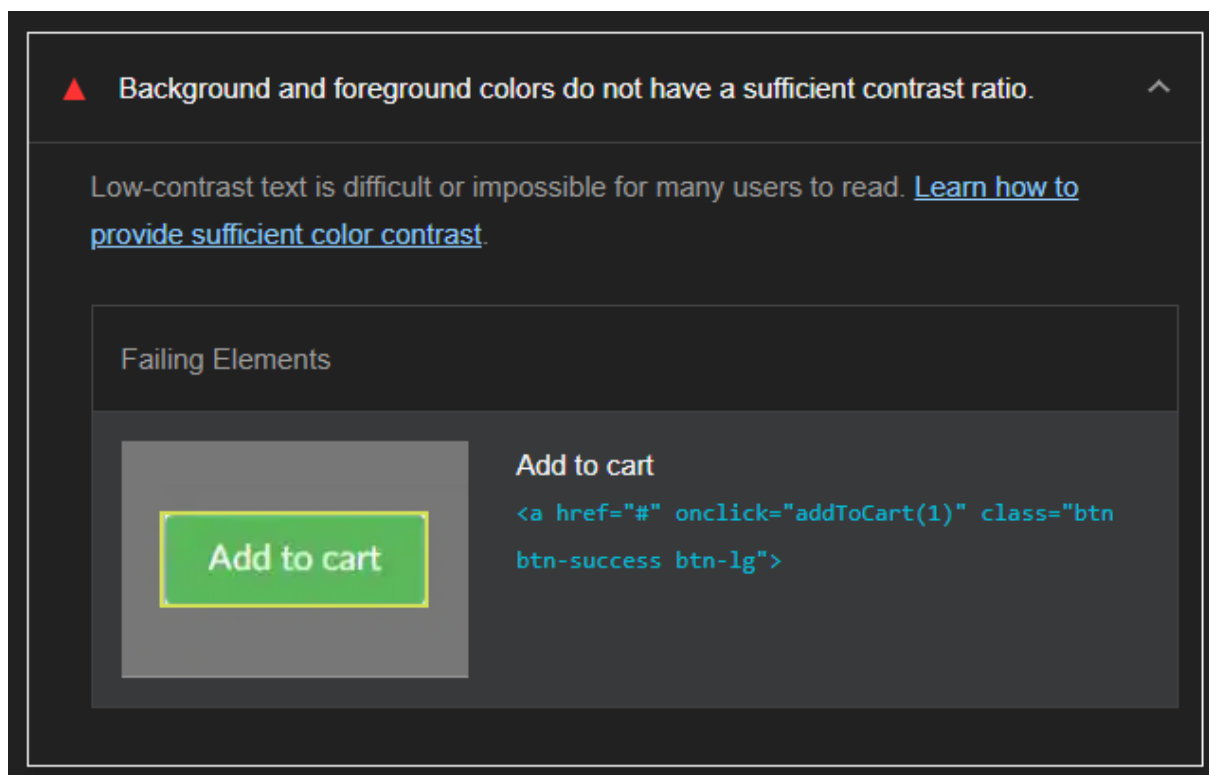 Background and foreground colors do not have a sufficient contrast ratio.
Low-contrast text is difficult or impossible for many users to read. Learn how to
provide sufficient color contrast.
Failing Elements
Add to cart
Add to cart
<a href="#" onclick="addToCart(1)" class="btn
btn-success btn-lg">